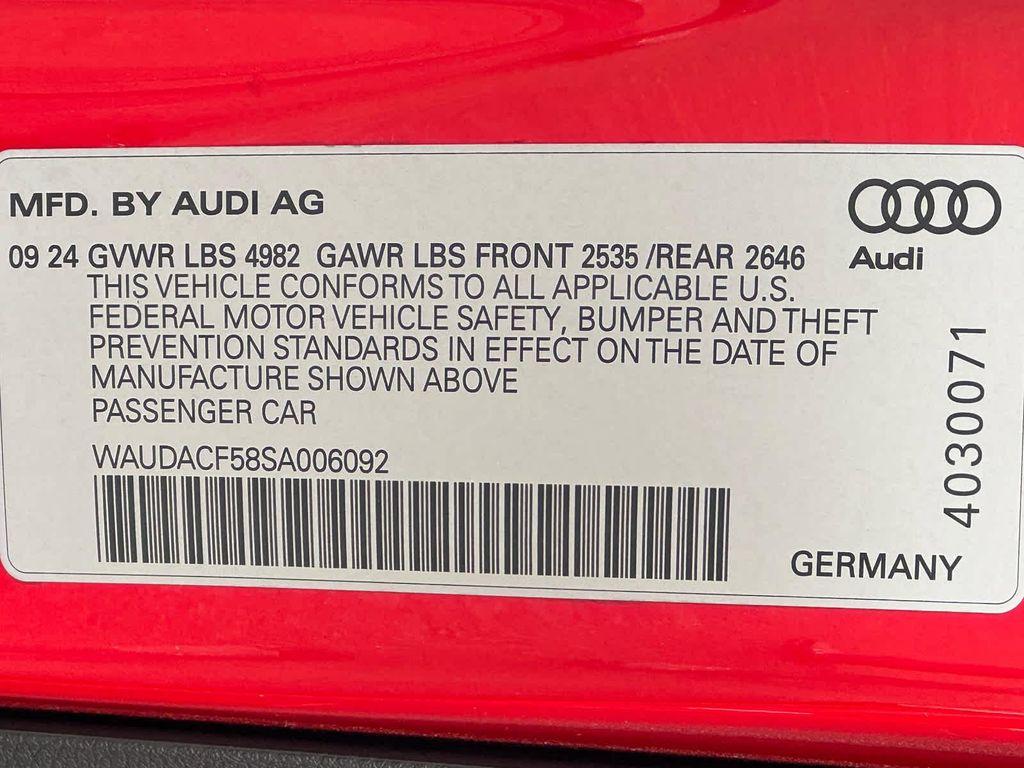 MFD. BY AUDI AG
Audi
09 24 GVWR LBS 4982 GAWR LBS FRONT 2535 /REAR 2646
THIS VEHICLE CONFORMS TO ALL APPLICABLE U.S.
FEDERAL MOTOR VEHICLE SAFETY, BUMPER AND THEFT
PREVENTION STANDARDS IN EFFECT ON THE DATE OF
MANUFACTURE SHOWN ABOVE
PASSENGER CAR
WAUDACF58SA006092
4030071
GERMANY